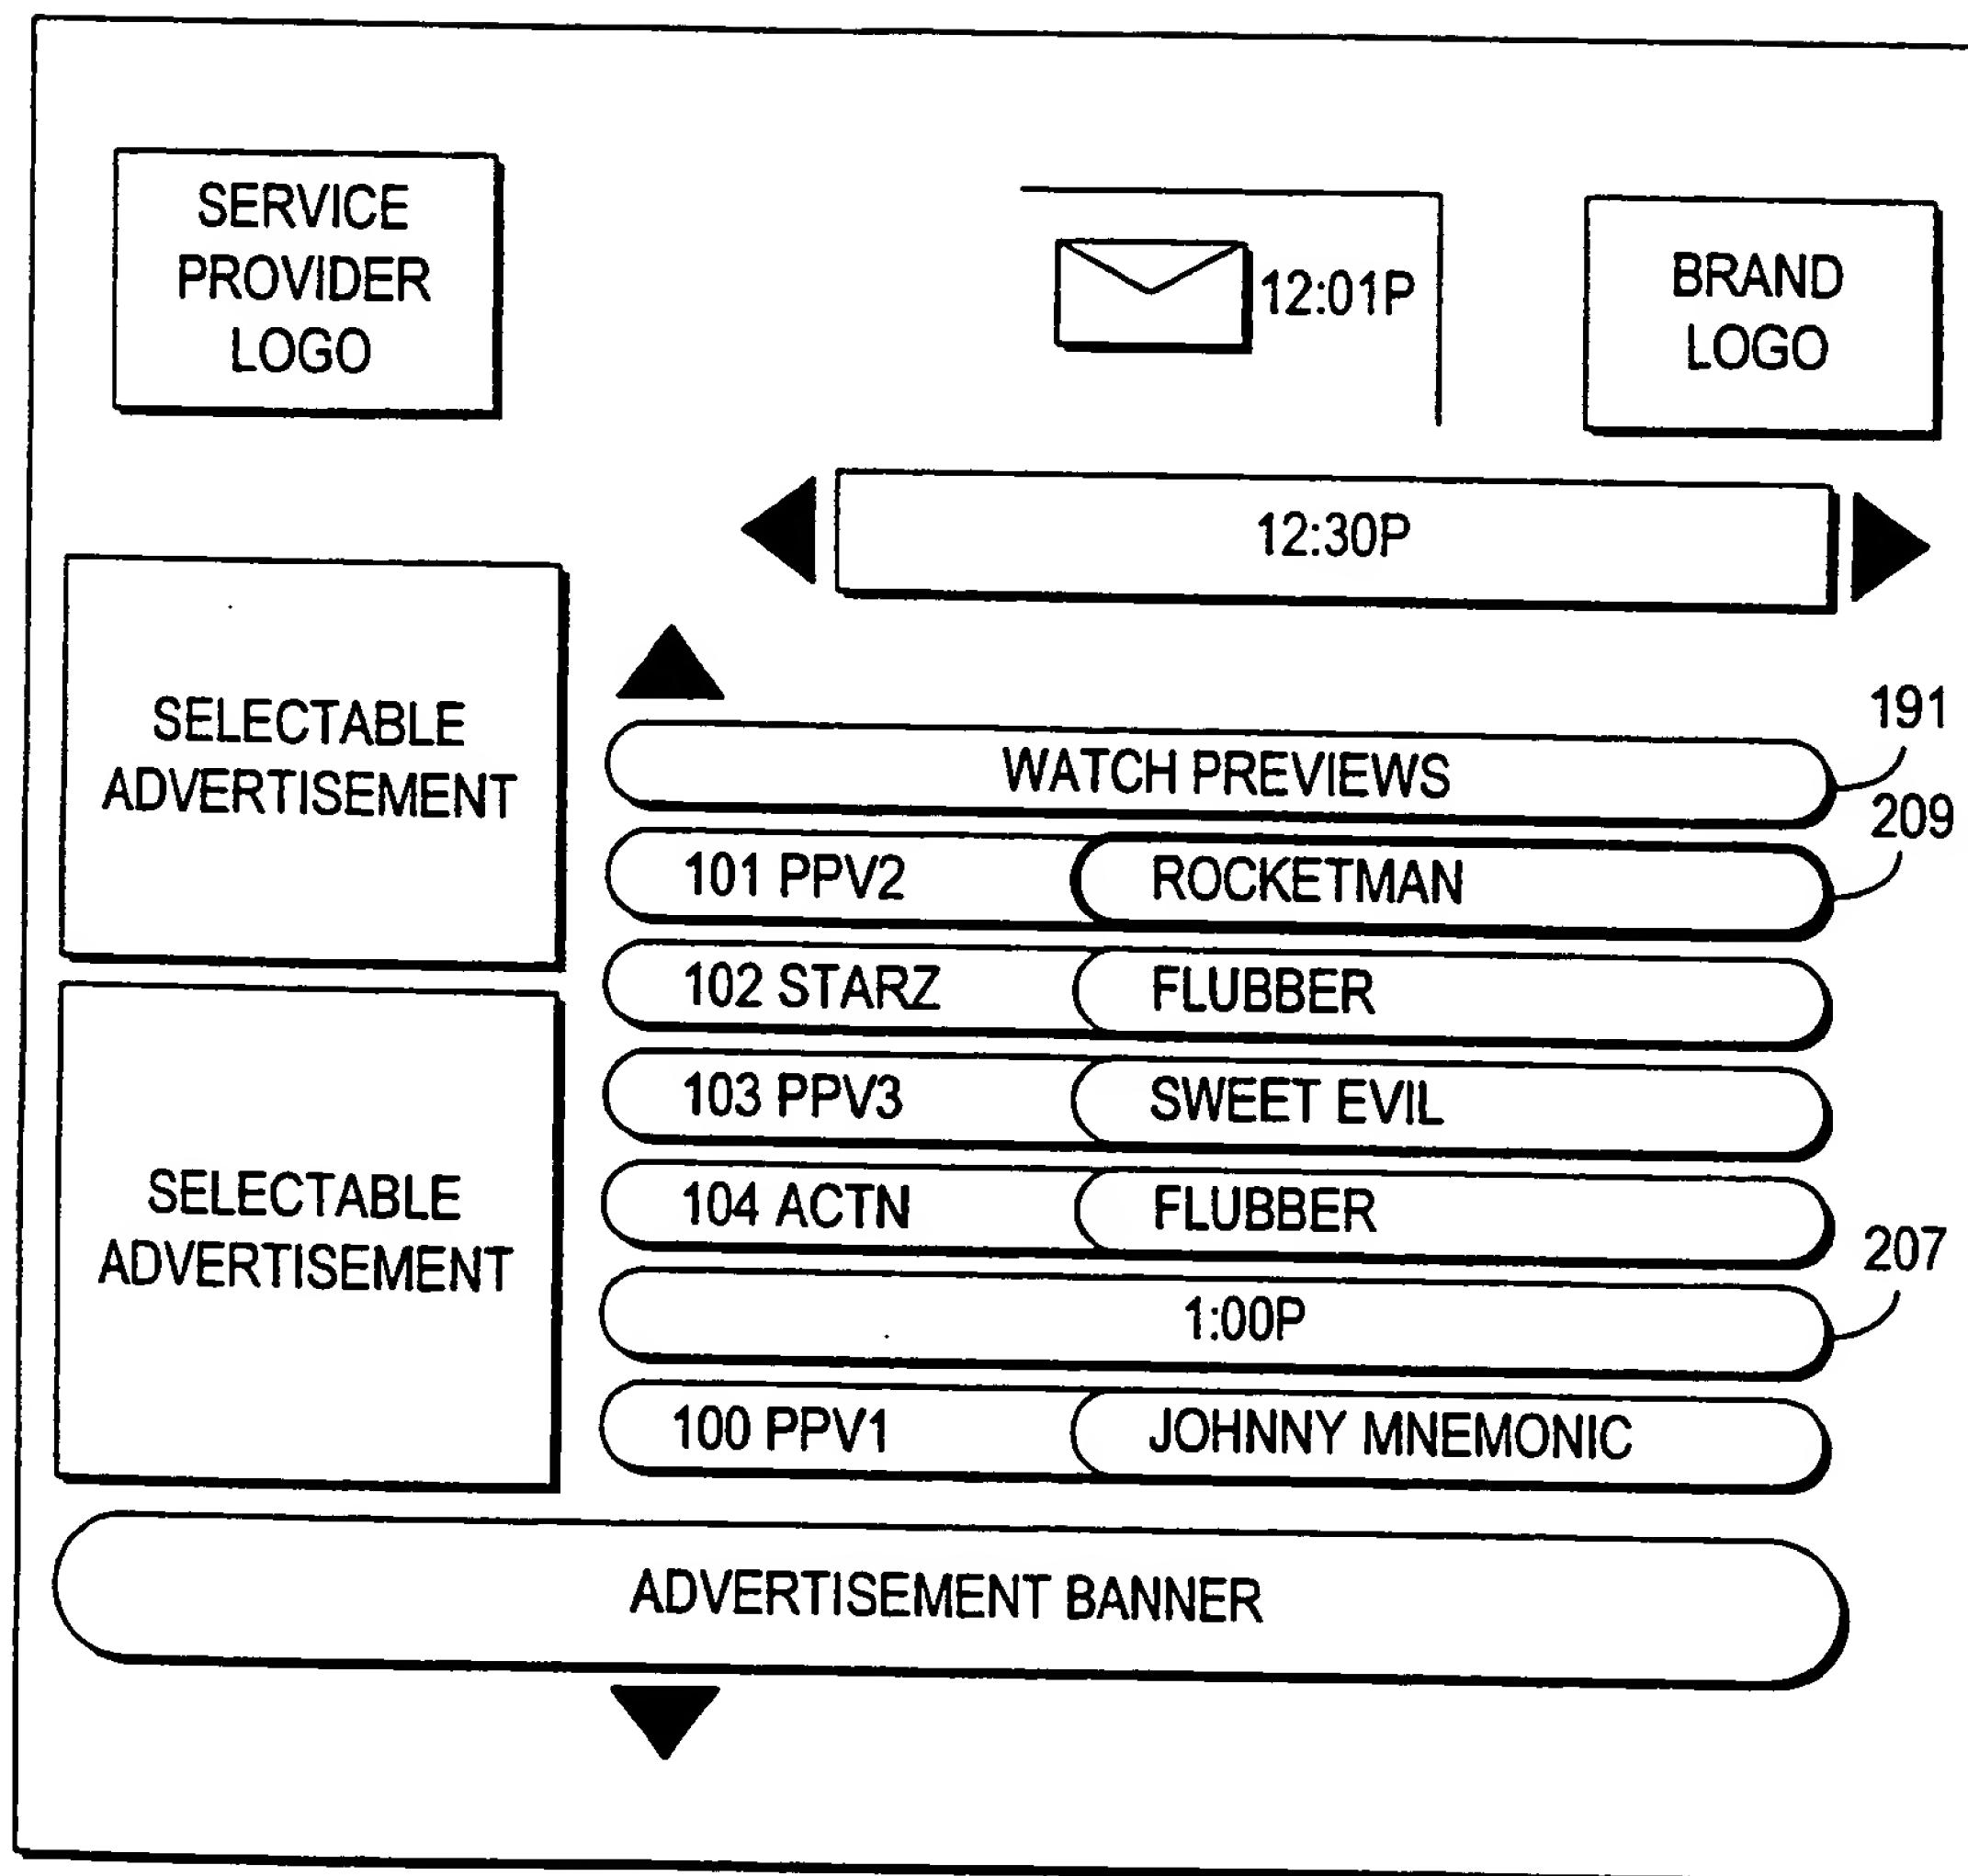 SERVICE
PROVIDER
LOGO
12:01P
BRAND
LOGO
12:30P
SELECTABLE
ADVERTISEMENT
191
WATCH PREVIEWS
209
101 PPV2 ROCKETMAN
102 STARZ FLUBBER
103 PPV3 SWEET EVIL
SELECTABLE
ADVERTISEMENT
104 ACTN FLUBBER
207
1:00P
100 PPV1 JOHNNY MNEMONIC
ADVERTISEMENT BANNER